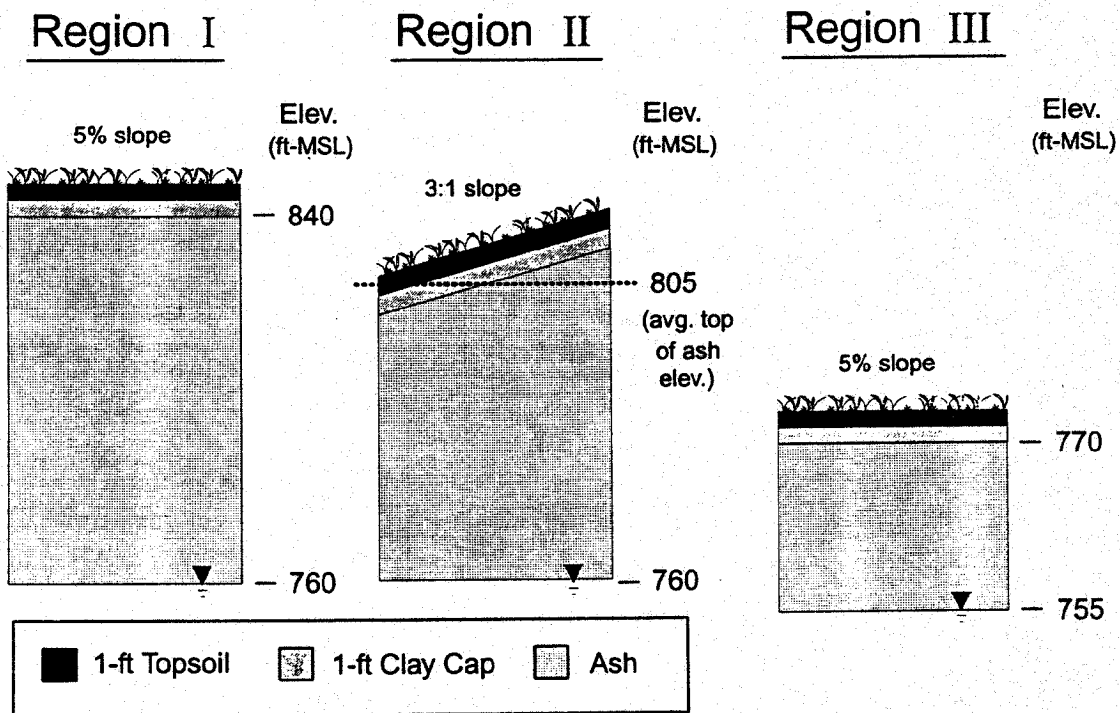 Region I
5% slope
Elev.
(ft-MSL)
840
760
Region II
3:1 slope
Elev.
(ft-MSL)
805
(avg. top
of ash
elev.)
760
Region III
5% slope
Elev.
(ft-MSL)
770
755
1-ft Topsoil
1-ft Clay Cap
Ash